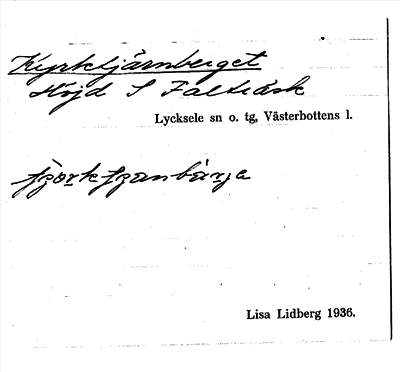 Kyrktjärnberget
Höjd S Falträsk
Lycksele sn o. tg, Västerbottens l.
Lisa Lidberg 1936.